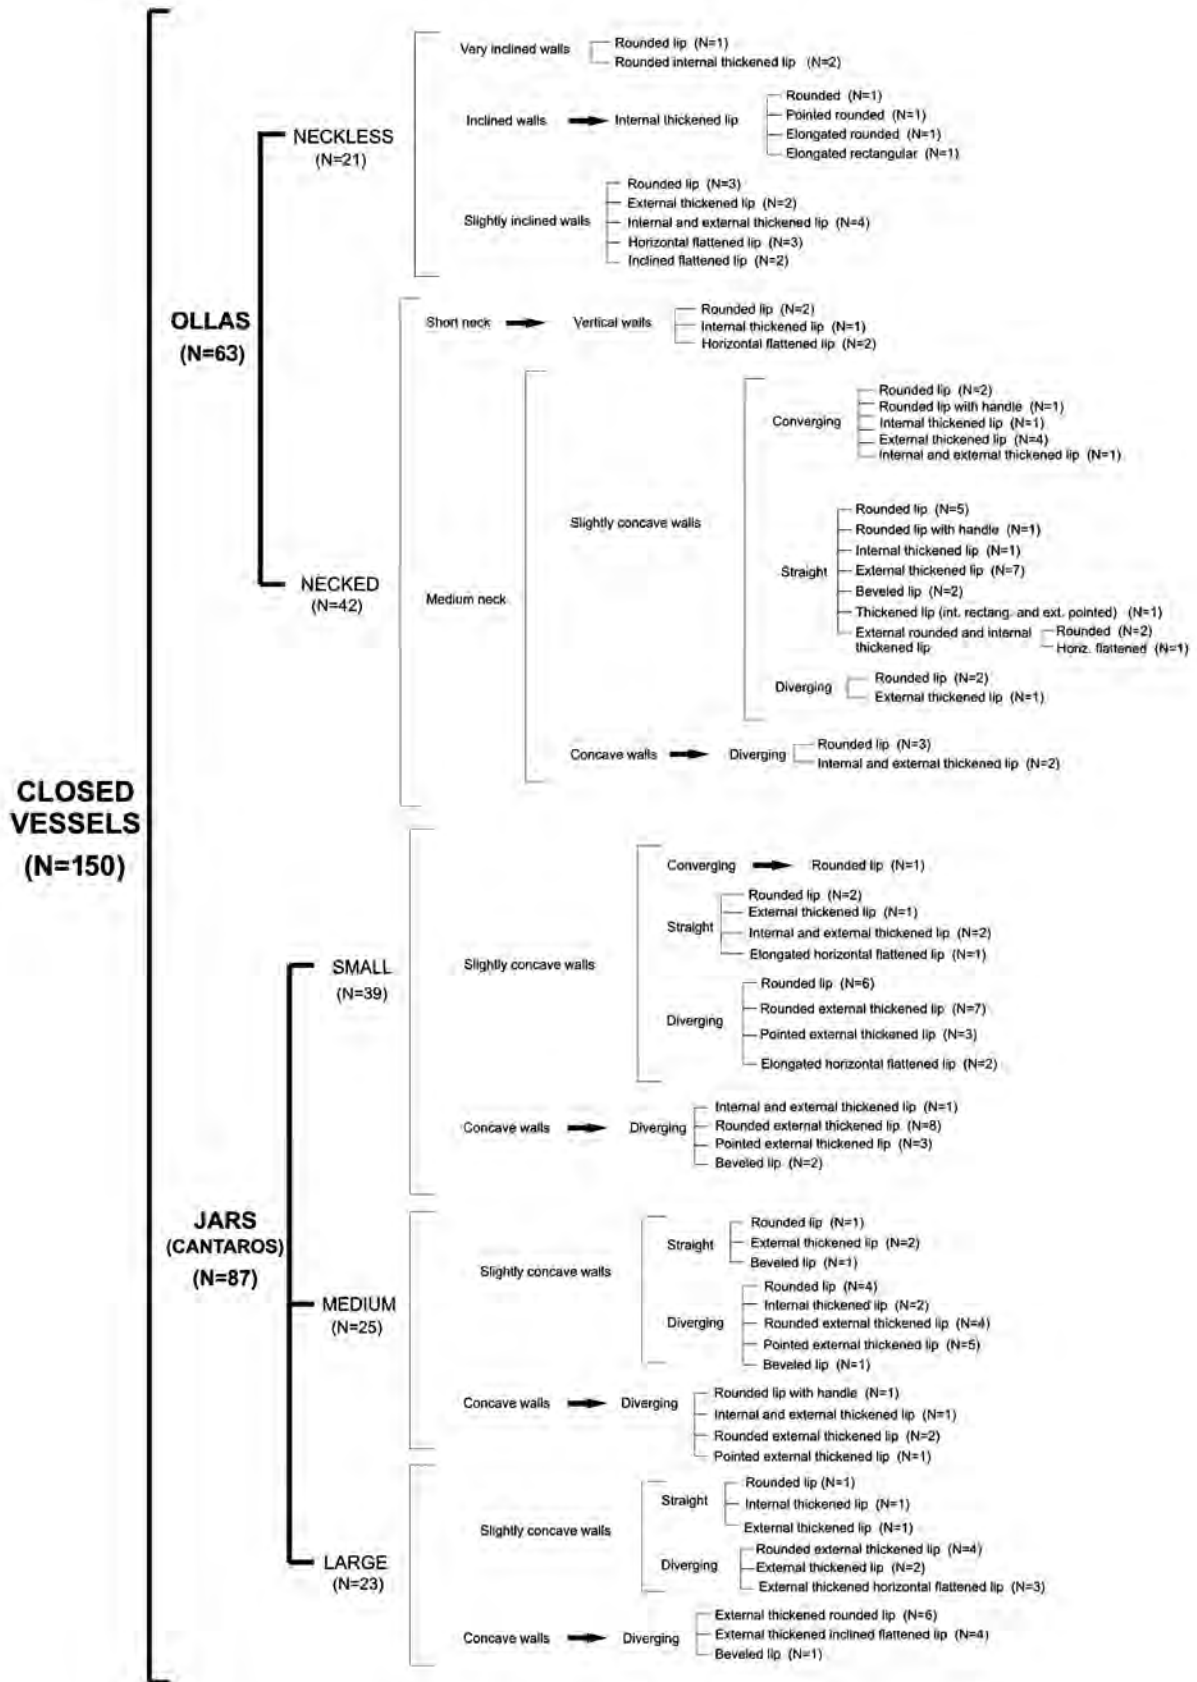 CLOSED
VESSELS
(N=150)
OLLAS
(N=63)
NECKLESS
(N=21)
Very inclined walls
Rounded lip (N=1)
Rounded internal thickened lip (N=2)
Inclined walls
Internal thickened lip
Rounded (N=1)
Pointed rounded (N=1)
Elongated rounded (N=1)
Elongated rectangular (N=1)
Slightly inclined walls
Rounded lip (N=3)
External thickened lip (N=2)
Internal and external thickened lip (N=4)
Horizontal flattened lip (N=3)
Inclined flattened lip (N=2)
NECKED
(N=42)
Short neck
Vertical walls
Rounded lip (N=2)
Internal thickened lip (N=1)
Horizontal flattened lip (N=2)
Medium neck
Slightly concave walls
Converging
Rounded lip (N=2)
Rounded lip with handle (N=1)
Internal thickened lip (N=1)
External thickened lip (N=4)
Internal and external thickened lip (N=1)
Straight
Rounded lip (N=5)
Rounded lip with handle (N=1)
Internal thickened lip (N=1)
External thickened lip (N=7)
Beveled lip (N=2)
Thickened lip (int. rectang. and ext. pointed) (N=1)
External rounded and internal
thickened lip
Rounded (N=2)
Horiz. flattened (N=1)
Diverging
Rounded lip (N=2)
External thickened lip (N=1)
Concave walls
Diverging
Rounded lip (N=3)
Internal and external thickened lip (N=2)
JARS
(CANTAROS)
(N=87)
SMALL
(N=39)
Slightly concave walls
Converging
Rounded lip (N=1)
Straight
Rounded lip (N=2)
External thickened lip (N=1)
Internal and external thickened lip (N=2)
Elongated horizontal flattened lip (N=1)
Diverging
Rounded lip (N=6)
Rounded external thickened lip (N=7)
Pointed external thickened lip (N=3)
Elongated horizontal flattened lip (N=2)
Concave walls
Diverging
Internal and external thickened lip (N=1)
Rounded external thickened lip (N=8)
Pointed external thickened lip (N=3)
Beveled lip (N=2)
MEDIUM
(N=25)
Slightly concave walls
Straight
Rounded lip (N=1)
External thickened lip (N=2)
Beveled lip (N=1)
Diverging
Rounded lip (N=4)
Internal thickened lip (N=2)
Rounded external thickened lip (N=4)
Pointed external thickened lip (N=5)
Beveled lip (N=1)
Concave walls
Diverging
Rounded lip with handle (N=1)
Internal and external thickened lip (N=1)
Rounded external thickened lip (N=2)
Pointed external thickened lip (N=1)
LARGE
(N=23)
Slightly concave walls
Straight
Rounded lip (N=1)
Internal thickened lip (N=1)
External thickened lip (N=1)
Diverging
Rounded external thickened lip (N=4)
External thickened lip (N=2)
External thickened horizontal flattened lip (N=3)
Concave walls
Diverging
External thickened rounded lip (N=6)
External thickened inclined flattened lip (N=4)
Beveled lip (N=1)